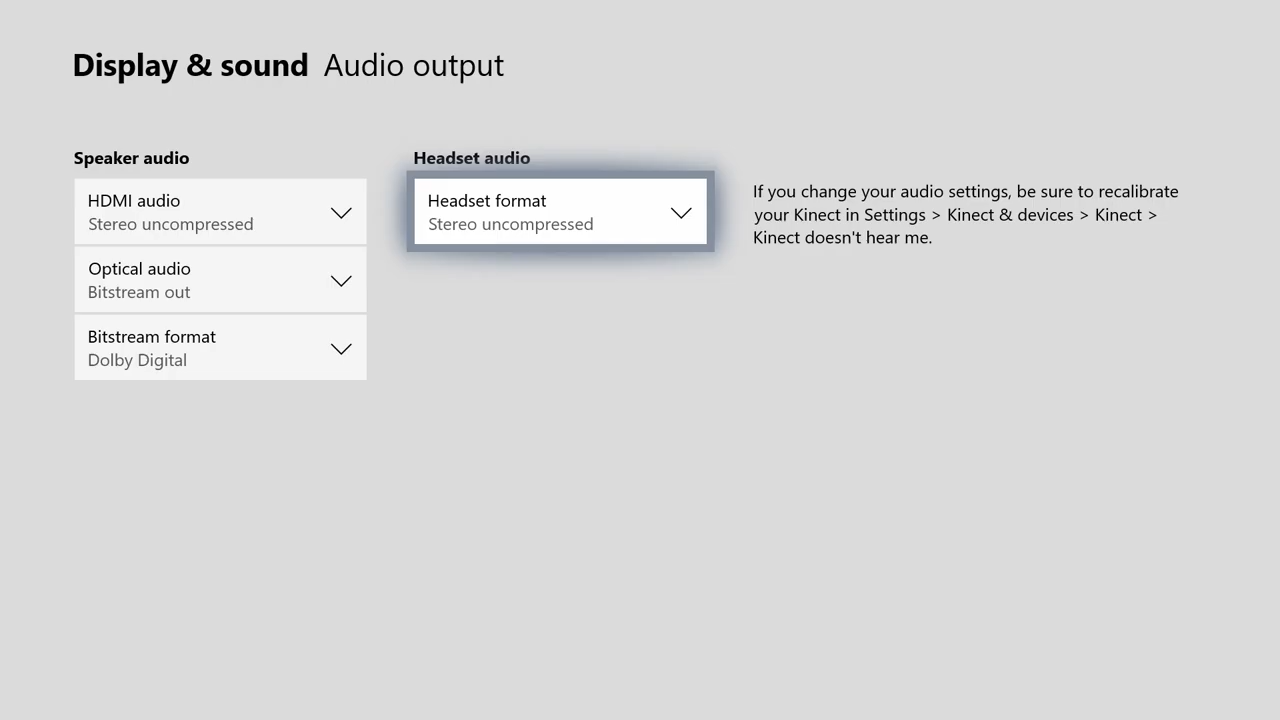 Display & sound Audio output
Speaker audio
HDMI audio
Stereo uncompressed
Optical audio
Bitstream out
Bitstream format
Dolby Digital
Headset audio
Headset format
Stereo uncompressed
If you change your audio settings, be sure to recalibrate
your Kinect in Settings > Kinect & devices > Kinect >
Kinect doesn't hear me.